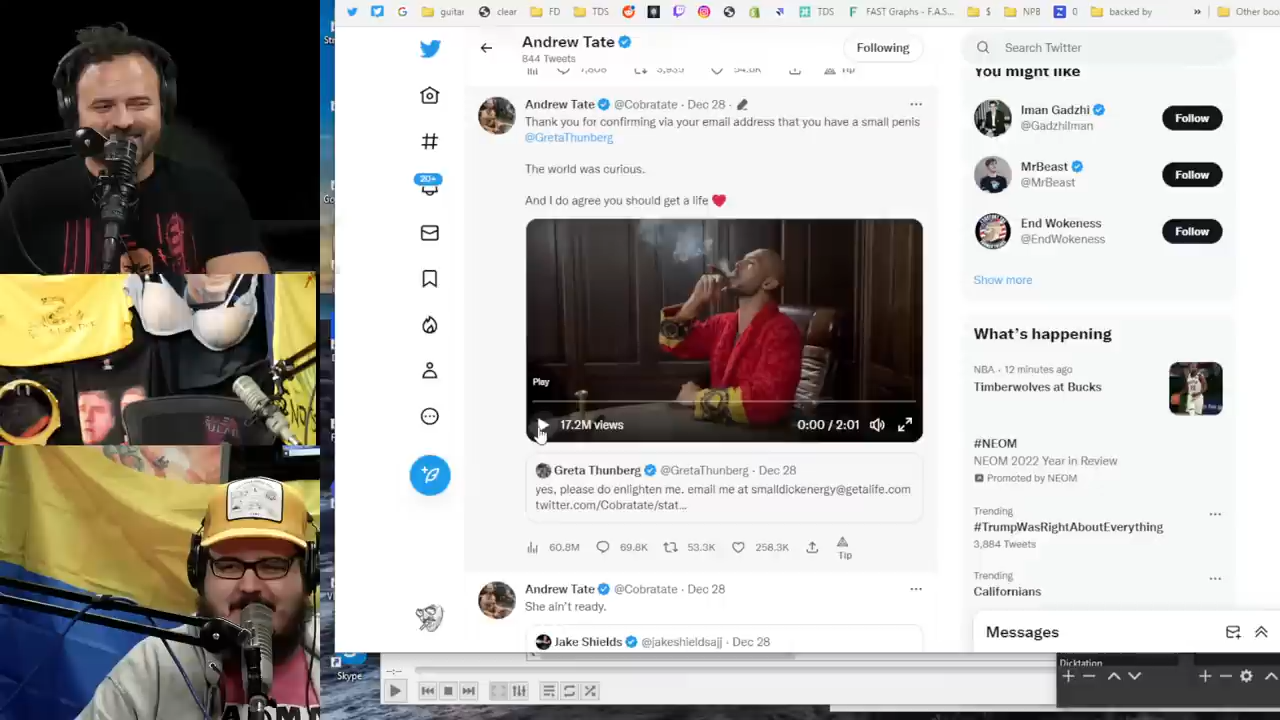 guitar
clear
FD
TDS
TDS
FAST Graphs - F.A.S...
$
NPB
0
backed by
»
Other boo
Andrew Tate
844 Tweets
Following
Search Twitter
Tip
You might like
Andrew Tate @Cobratate · Dec 28 ·
Thank you for confirming via your email address that you have a small penis
@GretaThunberg
The world was curious.
And I do agree you should get a life ❤️
Play
17.2M views
0:00 / 2:01
Greta Thunberg @GretaThunberg · Dec 28
yes, please do enlighten me. email me at smalldickenergy@getalife.com
twitter.com/Cobratate/stat...
60.8M
69.8K
53.3K
258.3K
Tip
Andrew Tate @Cobratate · Dec 28
She ain't ready.
Jake Shields @jakeshieldsajj · Dec 28
20+
Iman Gadzhi
@GadzhiIman
Follow
MrBeast
@MrBeast
Follow
End Wokeness
@EndWokeness
Follow
Show more
What's happening
NBA · 12 minutes ago
Timberwolves at Bucks
#NEOM
NEOM 2022 Year in Review
Promoted by NEOM
Trending
#TrumpWasRightAboutEverything
3,884 Tweets
Trending
Californians
Messages
Skype
--:--
Dicktation